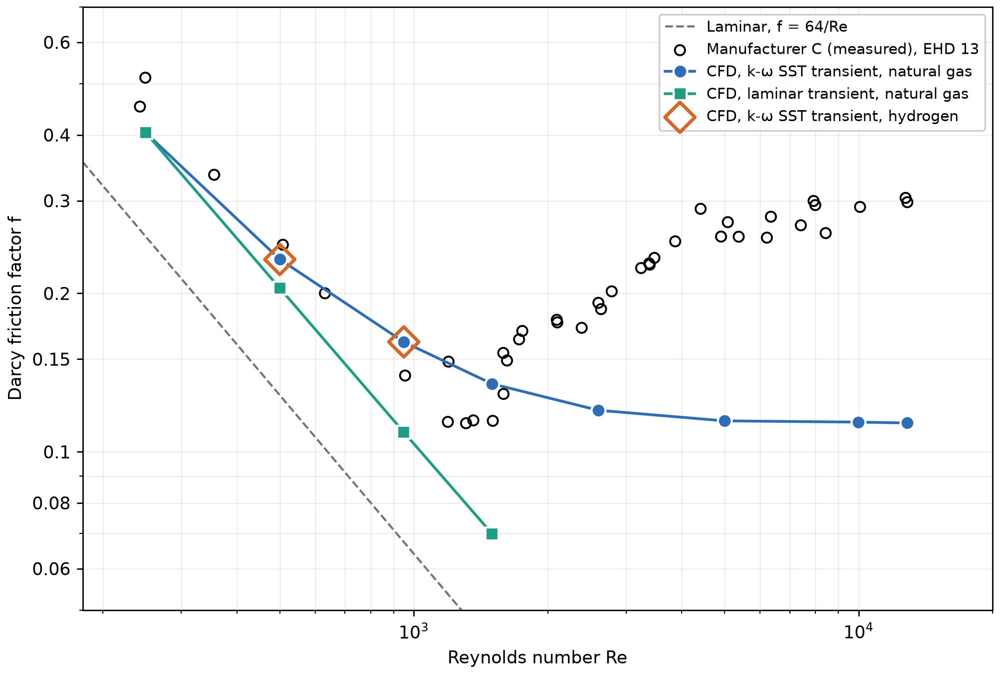 Laminar, f = 64/Re
Manufacturer C (measured), EHD 13
CFD, k-ω SST transient, natural gas
CFD, laminar transient, natural gas
CFD, k-ω SST transient, hydrogen
Darcy friction factor f
0.6
0.4
0.3
0.2
0.15
0.1
0.08
0.06
10³
10⁴
Reynolds number Re